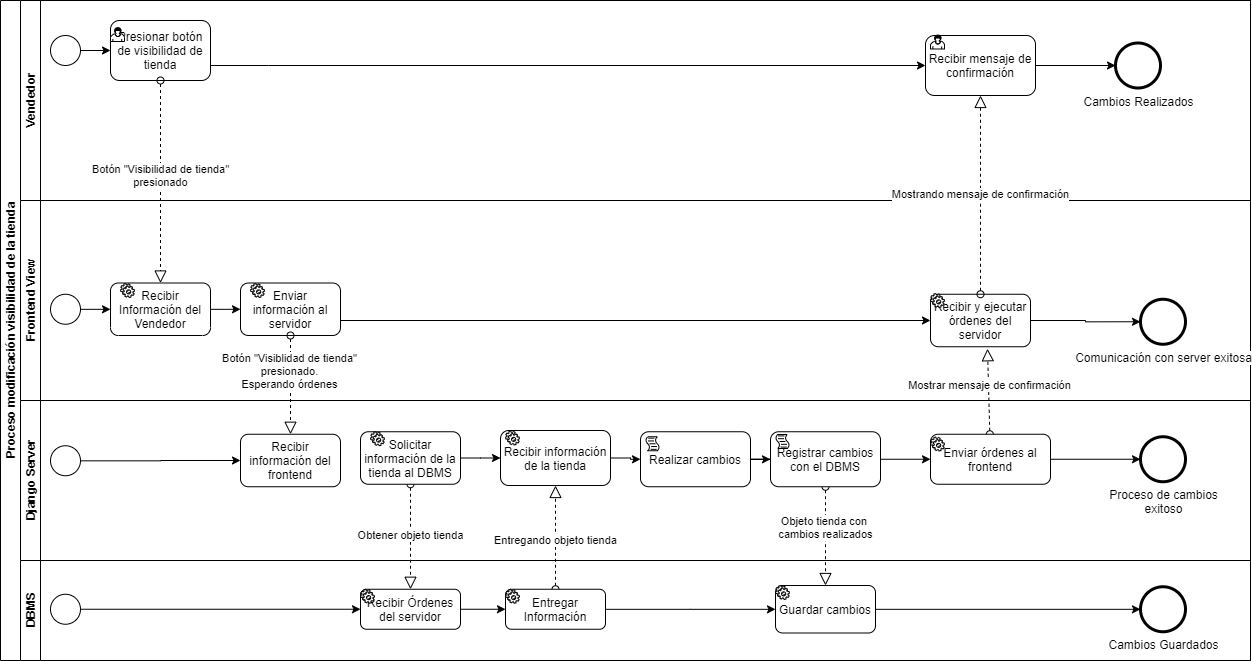 Proceso modificación visibilidad de la tienda
Vendedor
Presionar botón
de visibilidad de
tienda
Recibir mensaje de
confirmación
Cambios Realizados
Botón "Visibilidad de tienda"
presionado
Mostrando mensaje de confirmación
Frontend View
Recibir
Información del
Vendedor
Enviar
información al
servidor
Recibir y ejecutar
órdenes del
servidor
Comunicación con server exitosa
Botón "Visiblidad de tienda"
presionado.
Esperando órdenes
Mostrar mensaje de confirmación
Django Server
Recibir
información del
frontend
Solicitar
información de la
tienda al DBMS
Recibir información
de la tienda
Realizar cambios
Registrar cambios
con el DBMS
Enviar órdenes al
frontend
Proceso de cambios
exitoso
Obtener objeto tienda
Entregando objeto tienda
Objeto tienda con
cambios realizados
DBMS
Recibir Órdenes
del servidor
Entregar
Información
Guardar cambios
Cambios Guardados